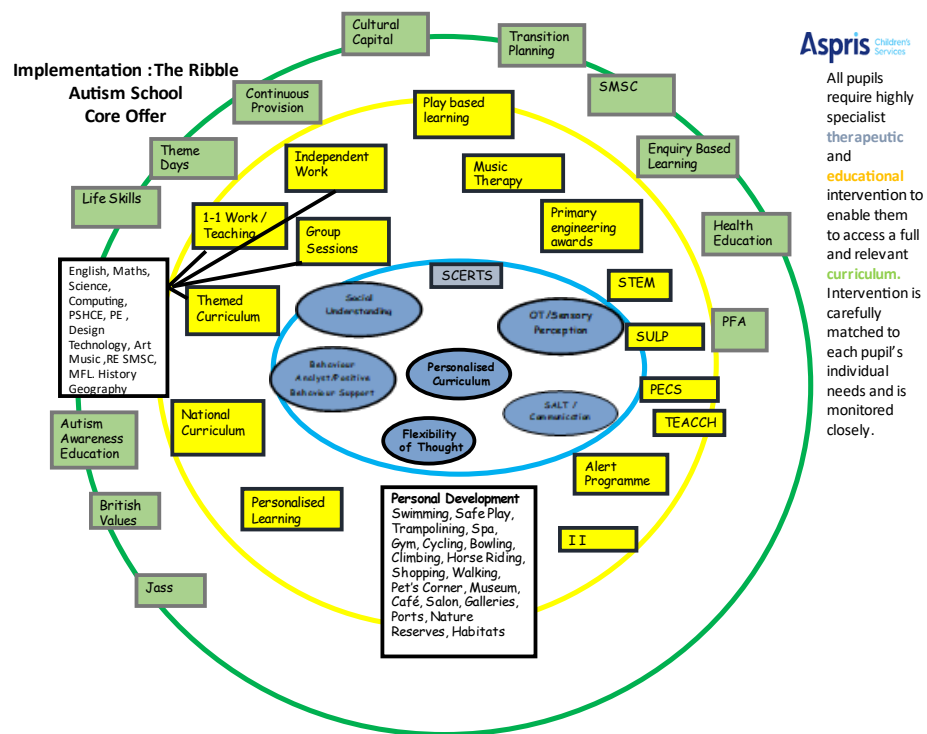 Implementation :The Ribble
Autism School
Core Offer
Aspris Children's
Services
All pupils
require highly
specialist
therapeutic
and
educational
intervention to
enable them
to access a full
and relevant
curriculum.
Intervention is
carefully
matched to
each pupil's
individual
needs and is
monitored
closely.
Cultural
Capital
Transition
Planning
SMSC
Continuous
Provision
Theme
Days
Life Skills
Enquiry Based
Learning
Health
Education
PFA
Play based
learning
Independent
Work
Music
Therapy
1-1 Work /
Teaching
Group
Sessions
Primary
engineering
awards
Themed
Curriculum
STEM
SULP
PECS
TEACCH
English, Maths,
Science,
Computing,
PSHCE, PE ,
Design
Technology, Art
Music ,RE SMSC,
MFL. History
Geography
SCERTS
Social
Understanding
OT/Sensory
Perception
Behaviour
Analyst/Positive
Behaviour Support
Personalised
Curriculum
SALT /
Communication
Flexibility
of Thought
National
Curriculum
Autism
Awareness
Education
British
Values
Jass
Personalised
Learning
Alert
Programme
I I
Personal Development
Swimming, Safe Play,
Trampolining, Spa,
Gym, Cycling, Bowling,
Climbing, Horse Riding,
Shopping, Walking,
Pet's Corner, Museum,
Café, Salon, Galleries,
Ports, Nature
Reserves, Habitats